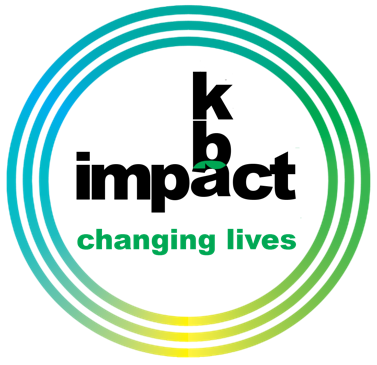 k
b
impact
changing lives